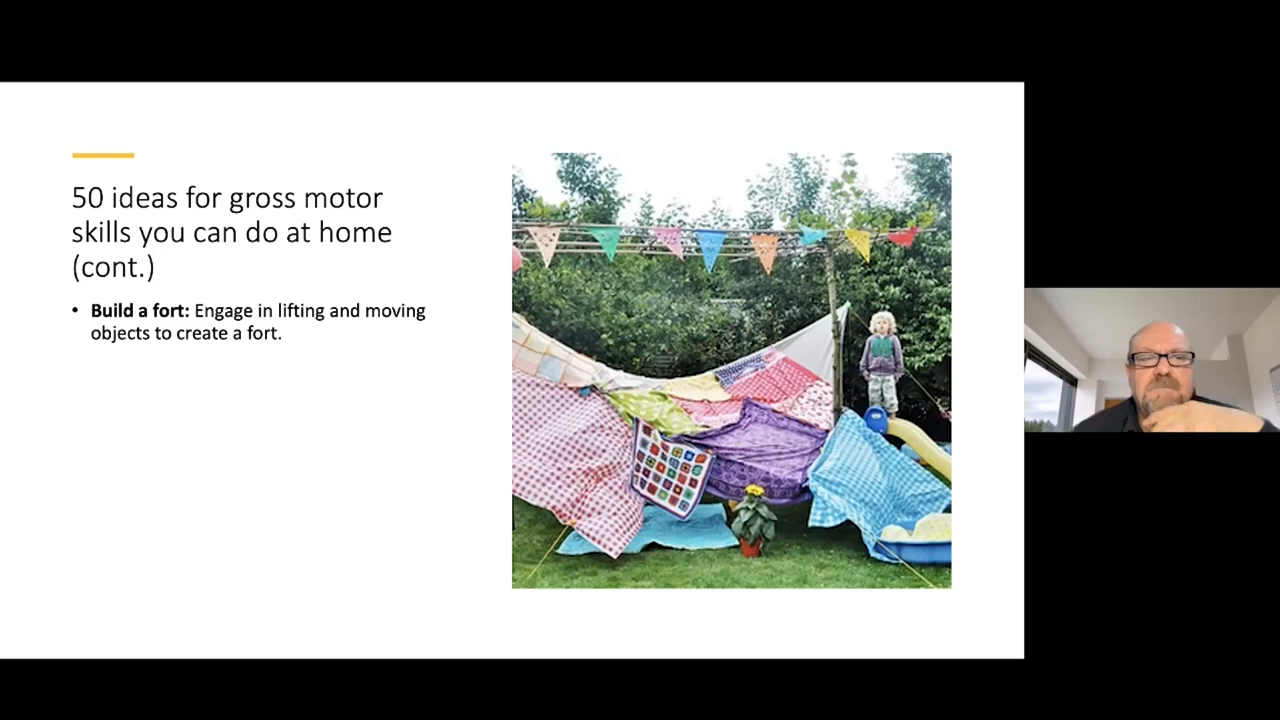 50 ideas for gross motor
skills you can do at home
(cont.)
• Build a fort: Engage in lifting and moving
objects to create a fort.